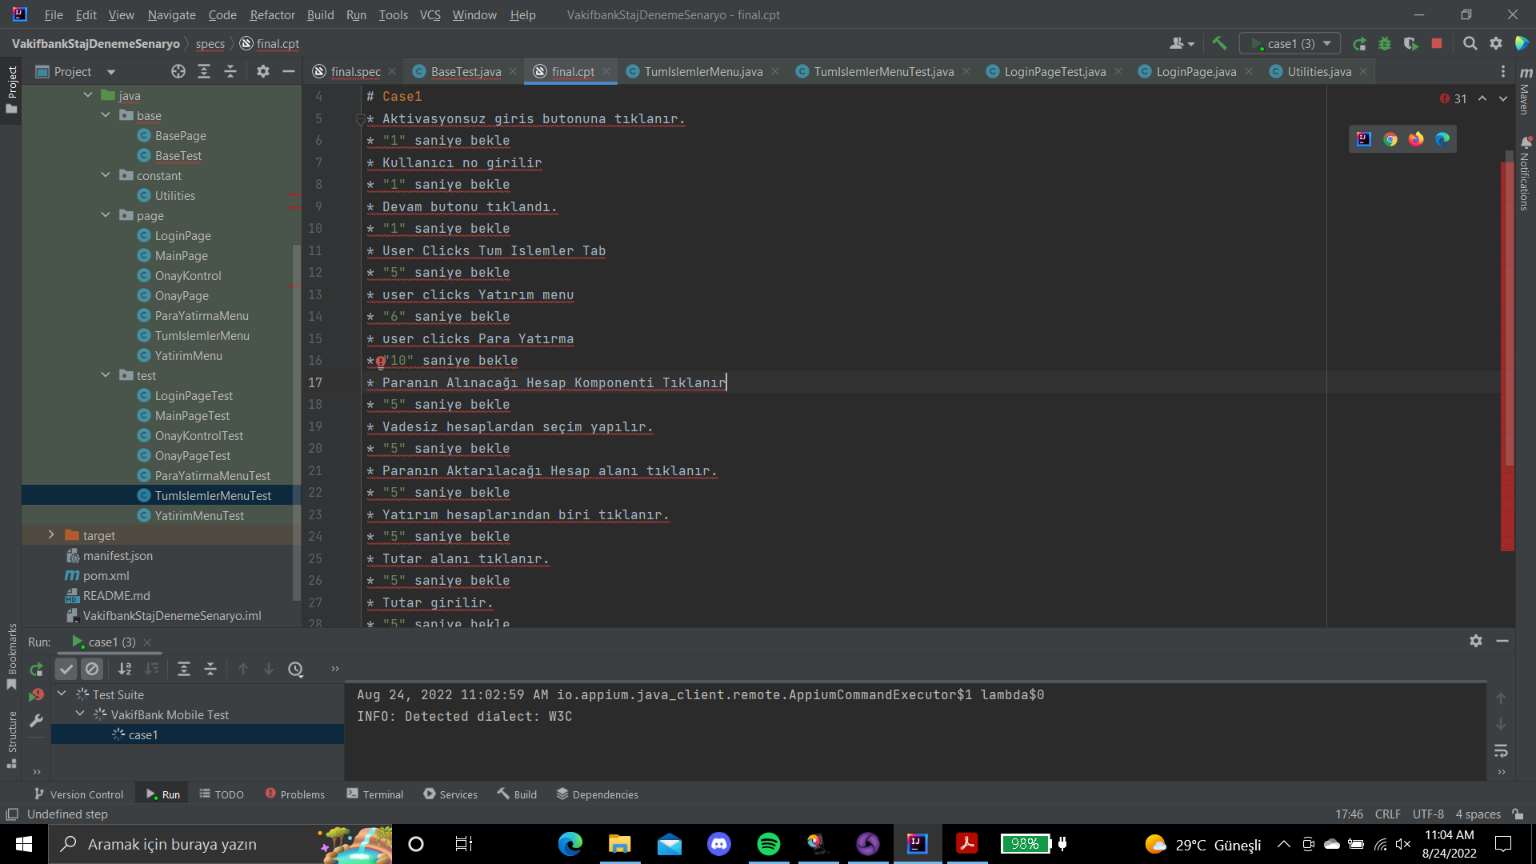 File Edit View Navigate Code Refactor Build Run Tools VCS Window Help VakifbankStajDenemeSenaryo - final.cpt
VakifbankStajDenemeSenaryo specs final.cpt case1 (3)
Project
final.spec BaseTest.java final.cpt TumIslemlerMenu.java TumIslemlerMenuTest.java LoginPageTest.java LoginPage.java Utilities.java
Project
Maven
Notifications
java
base
BasePage
BaseTest
constant
Utilities
page
LoginPage
MainPage
OnayKontrol
OnayPage
ParaYatirmaMenu
TumIslemlerMenu
YatirimMenu
test
LoginPageTest
MainPageTest
OnayKontrolTest
OnayPageTest
ParaYatirmaMenuTest
TumIslemlerMenuTest
YatirimMenuTest
target
manifest.json
pom.xml
README.md
VakifbankStajDenemeSenaryo.iml
31
4 # Case1
5 * Aktivasyonsuz giris butonuna tıklanır.
6 * "1" saniye bekle
7 * Kullanıcı no girilir
8 * "1" saniye bekle
9 * Devam butonu tıklandı.
10 * "1" saniye bekle
11 * User Clicks Tum Islemler Tab
12 * "5" saniye bekle
13 * user clicks Yatırım menu
14 * "6" saniye bekle
15 * user clicks Para Yatırma
16 * "10" saniye bekle
17 * Paranın Alınacağı Hesap Komponenti Tıklanır
18 * "5" saniye bekle
19 * Vadesiz hesaplardan seçim yapılır.
20 * "5" saniye bekle
21 * Paranın Aktarılacağı Hesap alanı tıklanır.
22 * "5" saniye bekle
23 * Yatırım hesaplarından biri tıklanır.
24 * "5" saniye bekle
25 * Tutar alanı tıklanır.
26 * "5" saniye bekle
27 * Tutar girilir.
28 * "5" saniye bekle
Bookmarks
Structure
Run: case1 (3)
Test Suite
VakifBank Mobile Test
case1
Aug 24, 2022 11:02:59 AM io.appium.java_client.remote.AppiumCommandExecutor$1 lambda$0
INFO: Detected dialect: W3C
Version Control Run TODO Problems Terminal Services Build Dependencies
Undefined step 17:46 CRLF UTF-8 4 spaces
Aramak için buraya yazın 98% 29°C Güneşli 11:04 AM
8/24/2022